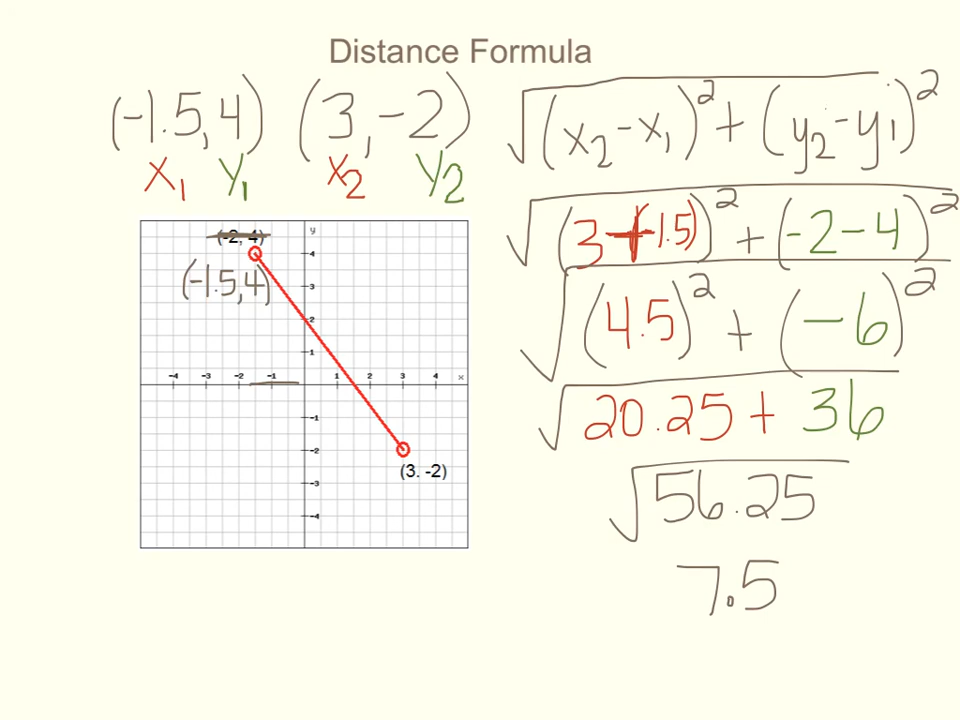 Distance Formula
(-1.5, 4) (3, -2)
x₁ y₁ x₂ y₂
(-2, 4)
(-1.5, 4)
y
4
3
2
1
-4 -3 -2 -1 1 2 3 4 x
-1
-2
-3
-4
(3. -2)
√(x₂ - x₁)² + (y₂ - y₁)²
√(3 + 1.5)² + (-2 - 4)²
√(4.5)² + (-6)²
√20.25 + 36
√56.25
7.5